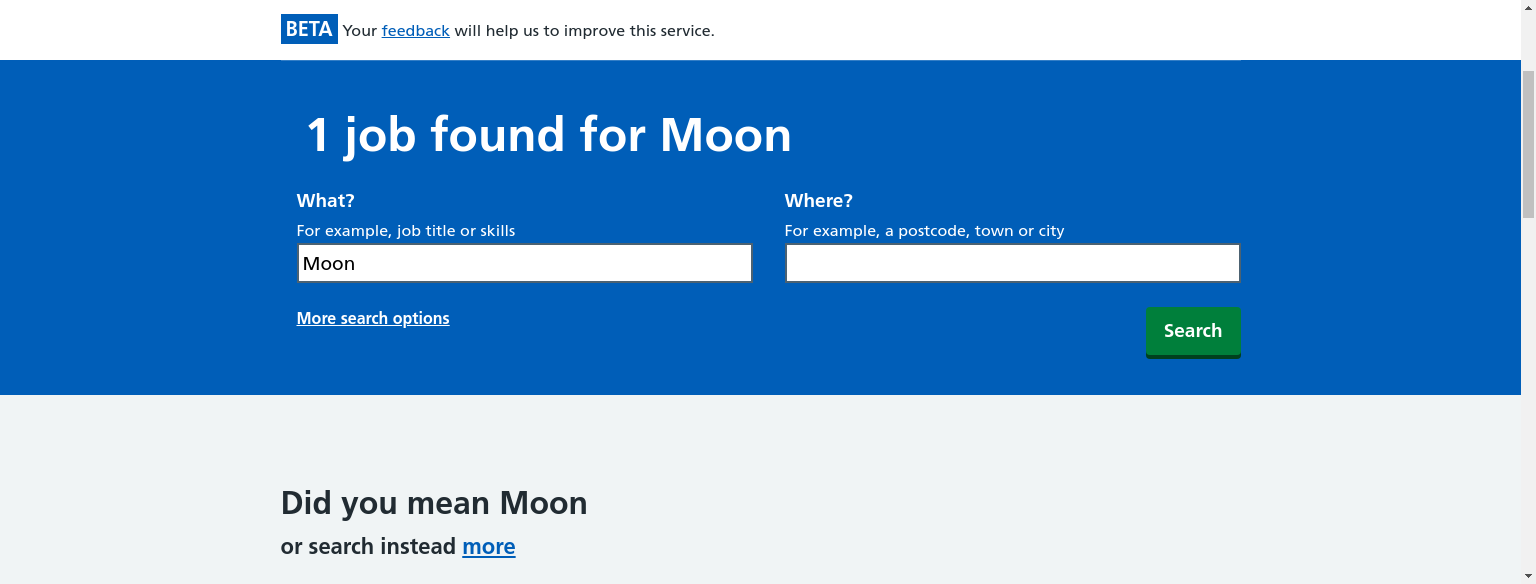 BETA Your feedback will help us to improve this service.
1 job found for Moon
What?
For example, job title or skills
Moon
Where?
For example, a postcode, town or city
More search options
Search
Did you mean Moon
or search instead more